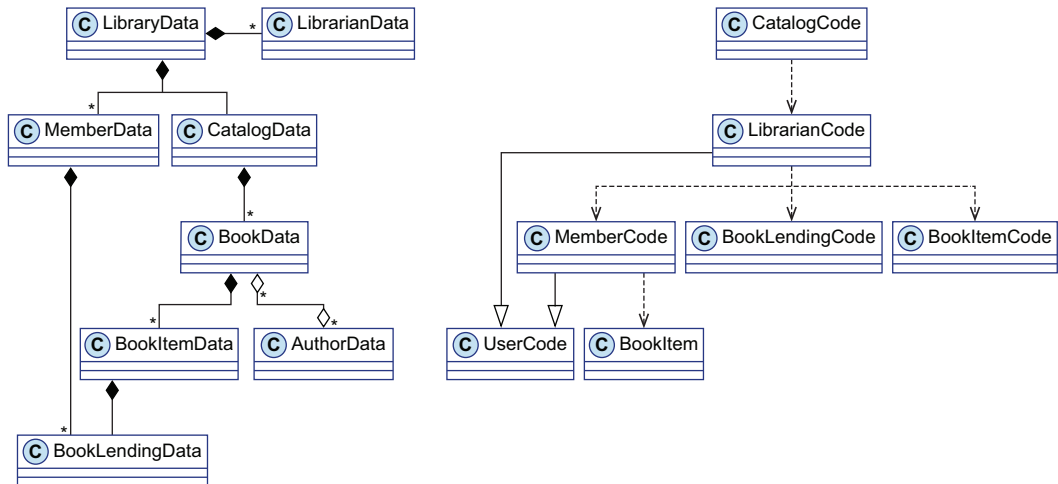 C LibraryData
*
C LibrarianData
C CatalogCode
*
C MemberData
C CatalogData
C LibrarianCode
*
C BookData
C MemberCode
C BookLendingCode
C BookItemCode
*
*
*
C BookItemData
C AuthorData
C UserCode
C BookItem
*
C BookLendingData